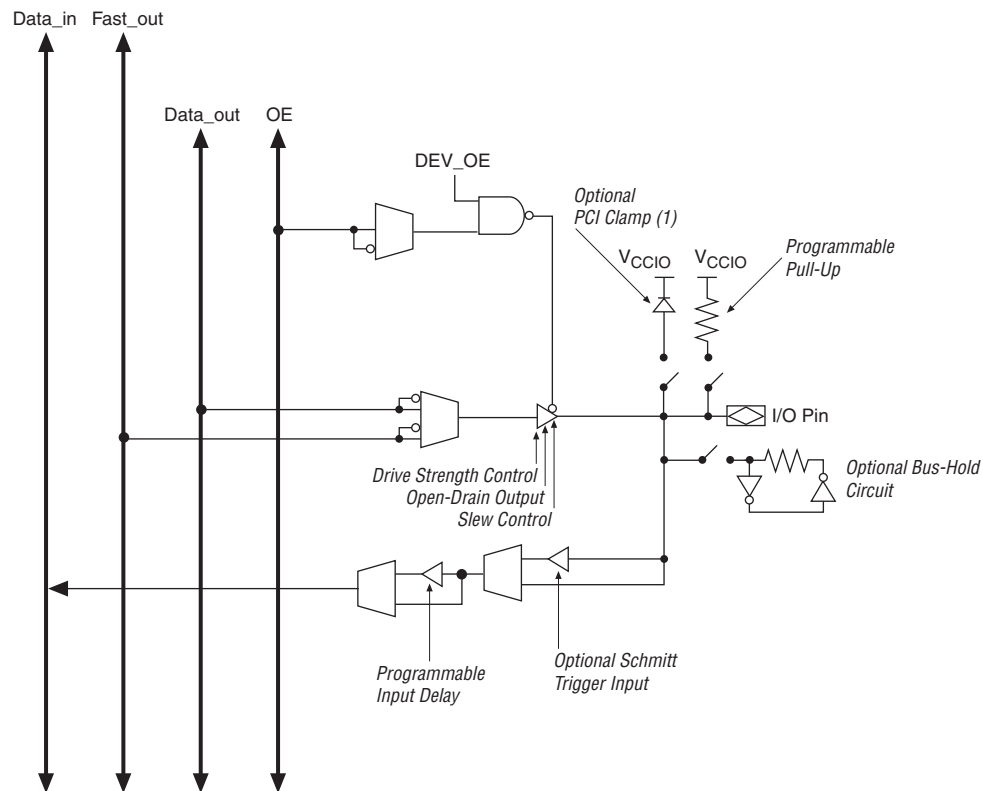 Data_in Fast_out
Data_out OE
DEV_OE
Optional
PCI Clamp (1)
VCCIO VCCIO
Programmable
Pull-Up
I/O Pin
Drive Strength Control
Open-Drain Output
Slew Control
Optional Bus-Hold
Circuit
Programmable
Input Delay
Optional Schmitt
Trigger Input